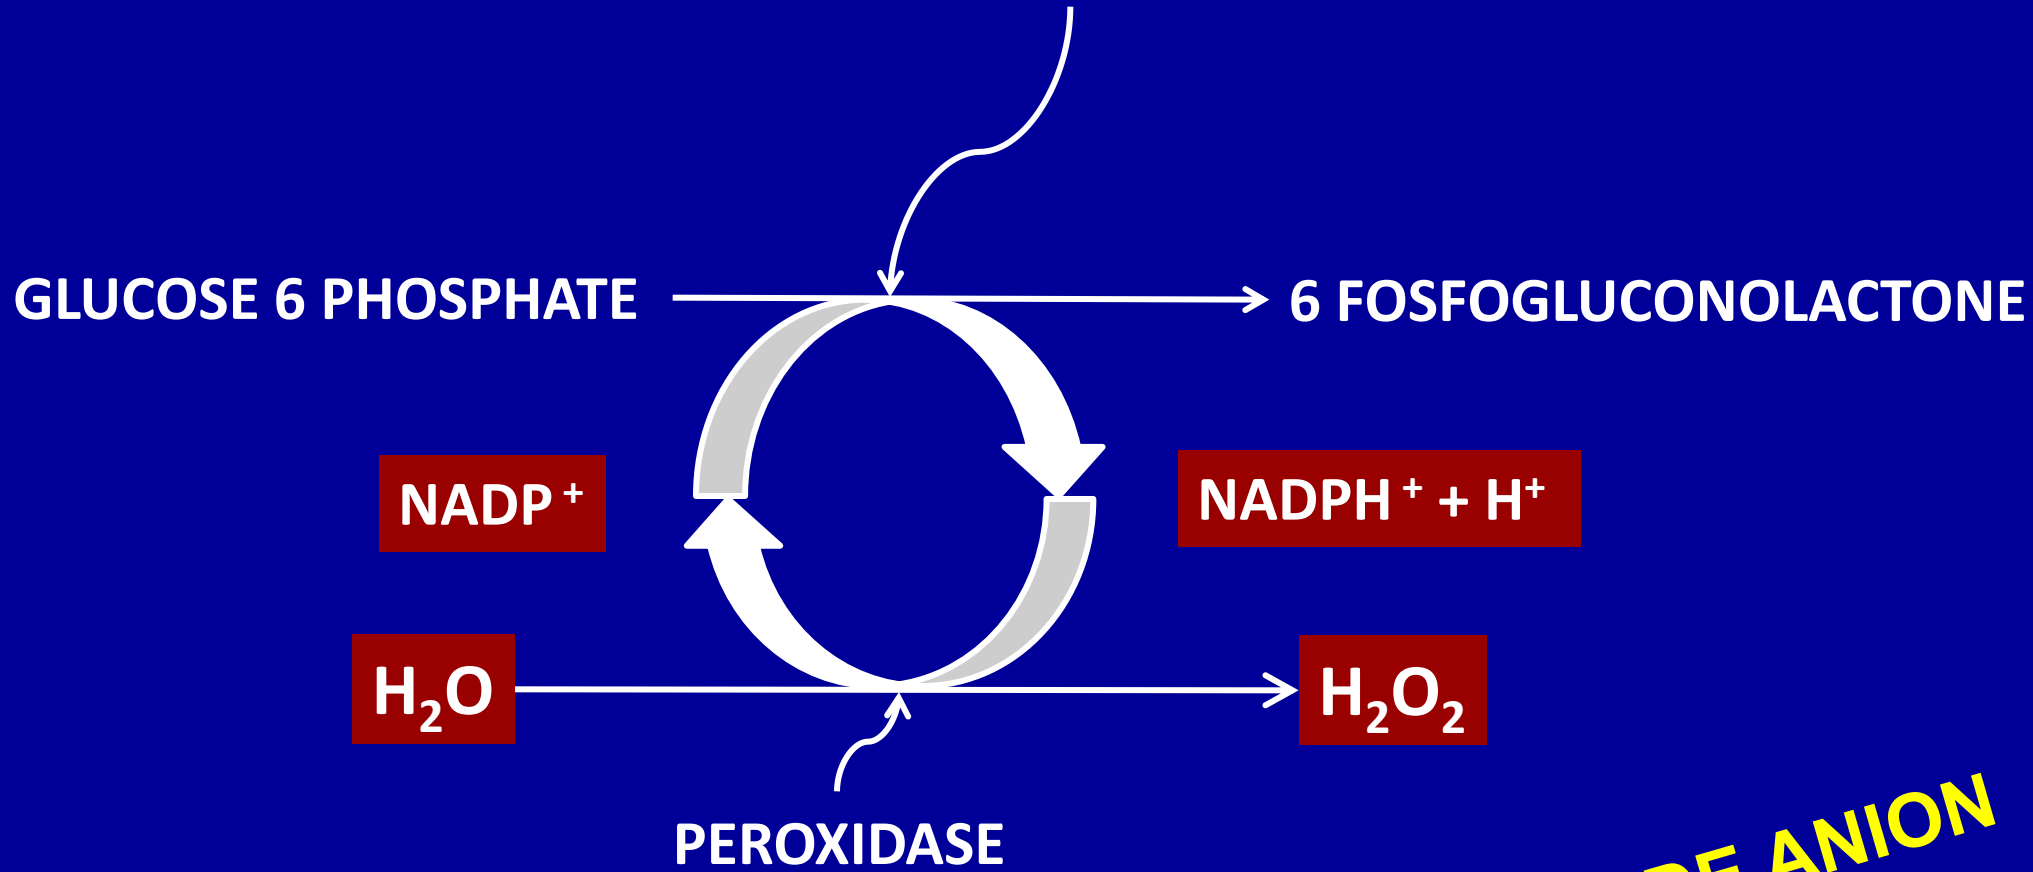 GLUCOSE 6 PHOSPHATE
6 FOSFOGLUCONOLACTONE
NADP⁺
NADPH⁺ + H⁺
H₂O
H₂O₂
PEROXIDASE
ANION